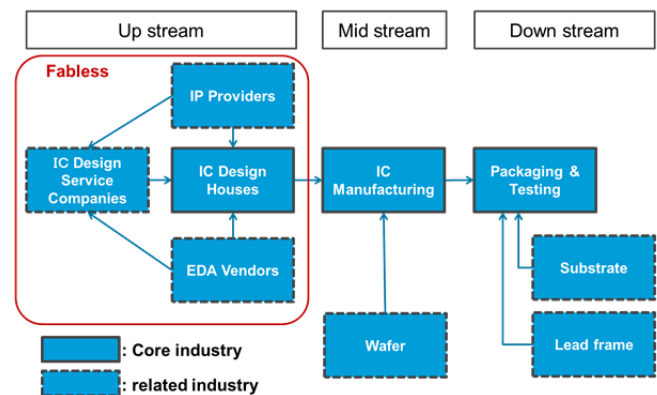 Up stream
Mid stream
Down stream
Fabless
IP Providers
IC Design
Service
Companies
IC Design
Houses
IC
Manufacturing
Packaging &
Testing
EDA Vendors
Substrate
Wafer
Lead frame
: Core industry
: related industry